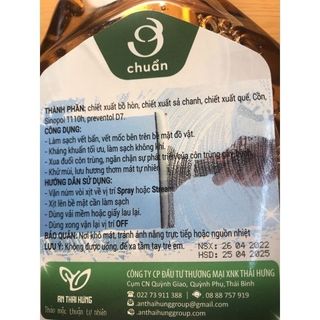 chuẩn
THÀNH PHẦN: chiết xuất bồ hòn, chiết xuất sả chanh, chiết xuất quế, Cồn,
Sinopol 1110h, preventol D7.
CÔNG DỤNG:
- Làm sạch vết bẩn, vết mốc bên trên bề mặt đồ vật.
- Kháng khuẩn tối ưu, làm sạch không khí.
- Xua đuổi côn trùng, ngăn chặn sự phát triển của côn trùng
- Khử mùi, lưu hương thơm mát tự nhiên.
HƯỚNG DẪN SỬ DỤNG:
- Vặn núm vòi xịt về vị trí Spray hoặc Stream
- Xịt lên bề mặt cần làm sạch
- Dùng vải mềm hoặc giấy lau lại.
- Dùng xong vặn lại vị trí OFF
BẢO QUẢN: Nơi khô mát, tránh ánh nắng trực tiếp hoặc nguồn nhiệt
LƯU Ý: Không được uống, để xa tầm tay trẻ em.
NSX: 26 04 2022
HSD: 25 04 2025
AN THAI HUNG
Thảo mộc thuần tự nhiên
CÔNG TY CP ĐẦU TƯ THƯƠNG MẠI XNK THÁI HƯNG
Cụm CN Quỳnh Giao, Quỳnh Phụ, Thái Bình
022 73 911 388 | 08 88 757 919
anthaihunggroup@gmail.com
www.anthaihunggroup.com